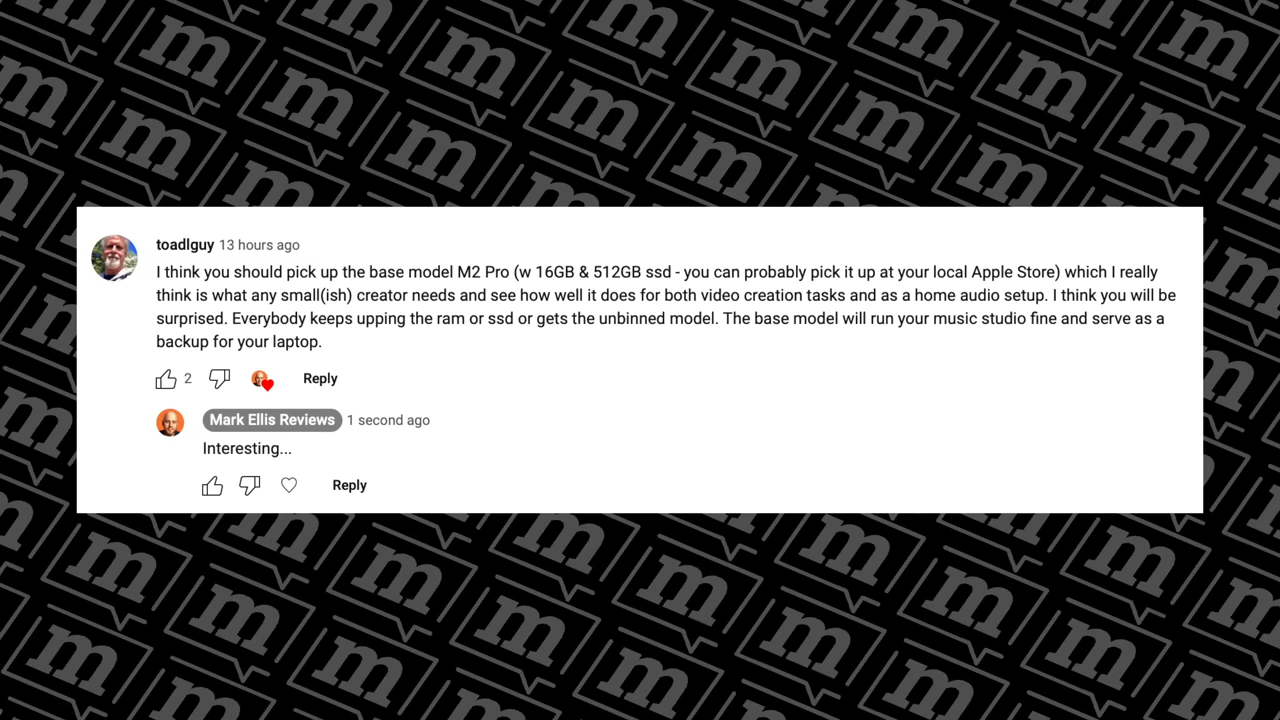 toadlguy 13 hours ago
I think you should pick up the base model M2 Pro (w 16GB & 512GB ssd - you can probably pick it up at your local Apple Store) which I really
think is what any small(ish) creator needs and see how well it does for both video creation tasks and as a home audio setup. I think you will be
surprised. Everybody keeps upping the ram or ssd or gets the unbinned model. The base model will run your music studio fine and serve as a
backup for your laptop.
2 Reply
Mark Ellis Reviews 1 second ago
Interesting...
Reply